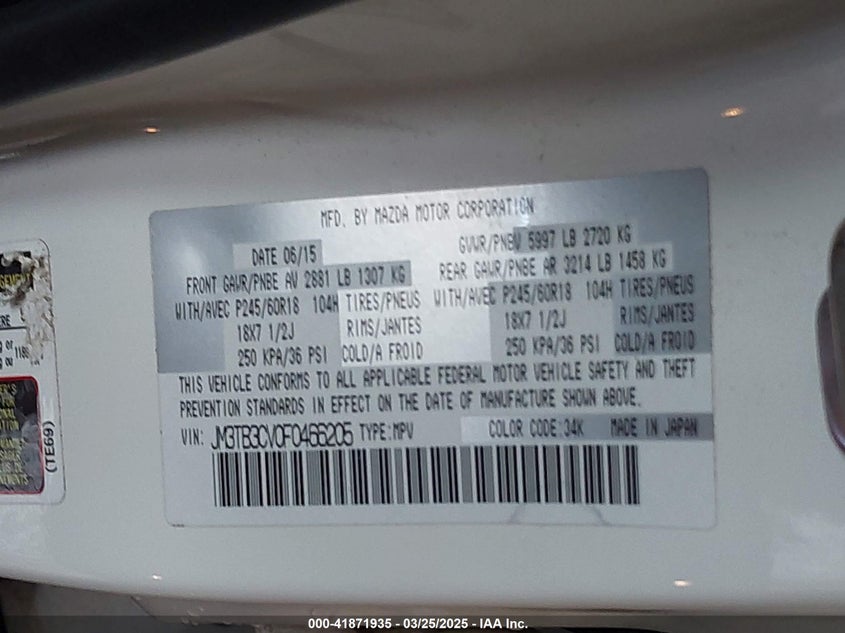 MFD. BY MAZDA MOTOR CORPORATION
DATE 06/15
GVWR/PNBV 5997 LB 2720 KG
FRONT GAWR/PNBE AV 2881 LB 1307 KG
REAR GAWR/PNBE AR 3214 LB 1458 KG
WITH/AVEC P245/60R18 104H TIRES/PNEUS
WITH/AVEC P245/60R18 104H TIRES/PNEUS
18X7 1/2J RIMS/JANTES
18X7 1/2J RIMS/JANTES
250 KPA/36 PSI COLD/A FROID
250 KPA/36 PSI COLD/A FROID
THIS VEHICLE CONFORMS TO ALL APPLICABLE FEDERAL MOTOR VEHICLE SAFETY AND THEFT
PREVENTION STANDARDS IN EFFECT ON THE DATE OF MANUFACTURE SHOWN ABOVE.
VIN: JM3TB3CV0F0466205 TYPE:MPV COLOR CODE:34K MADE IN JAPAN
(TE69)
000-41871935 - 03/25/2025 - IAA Inc.